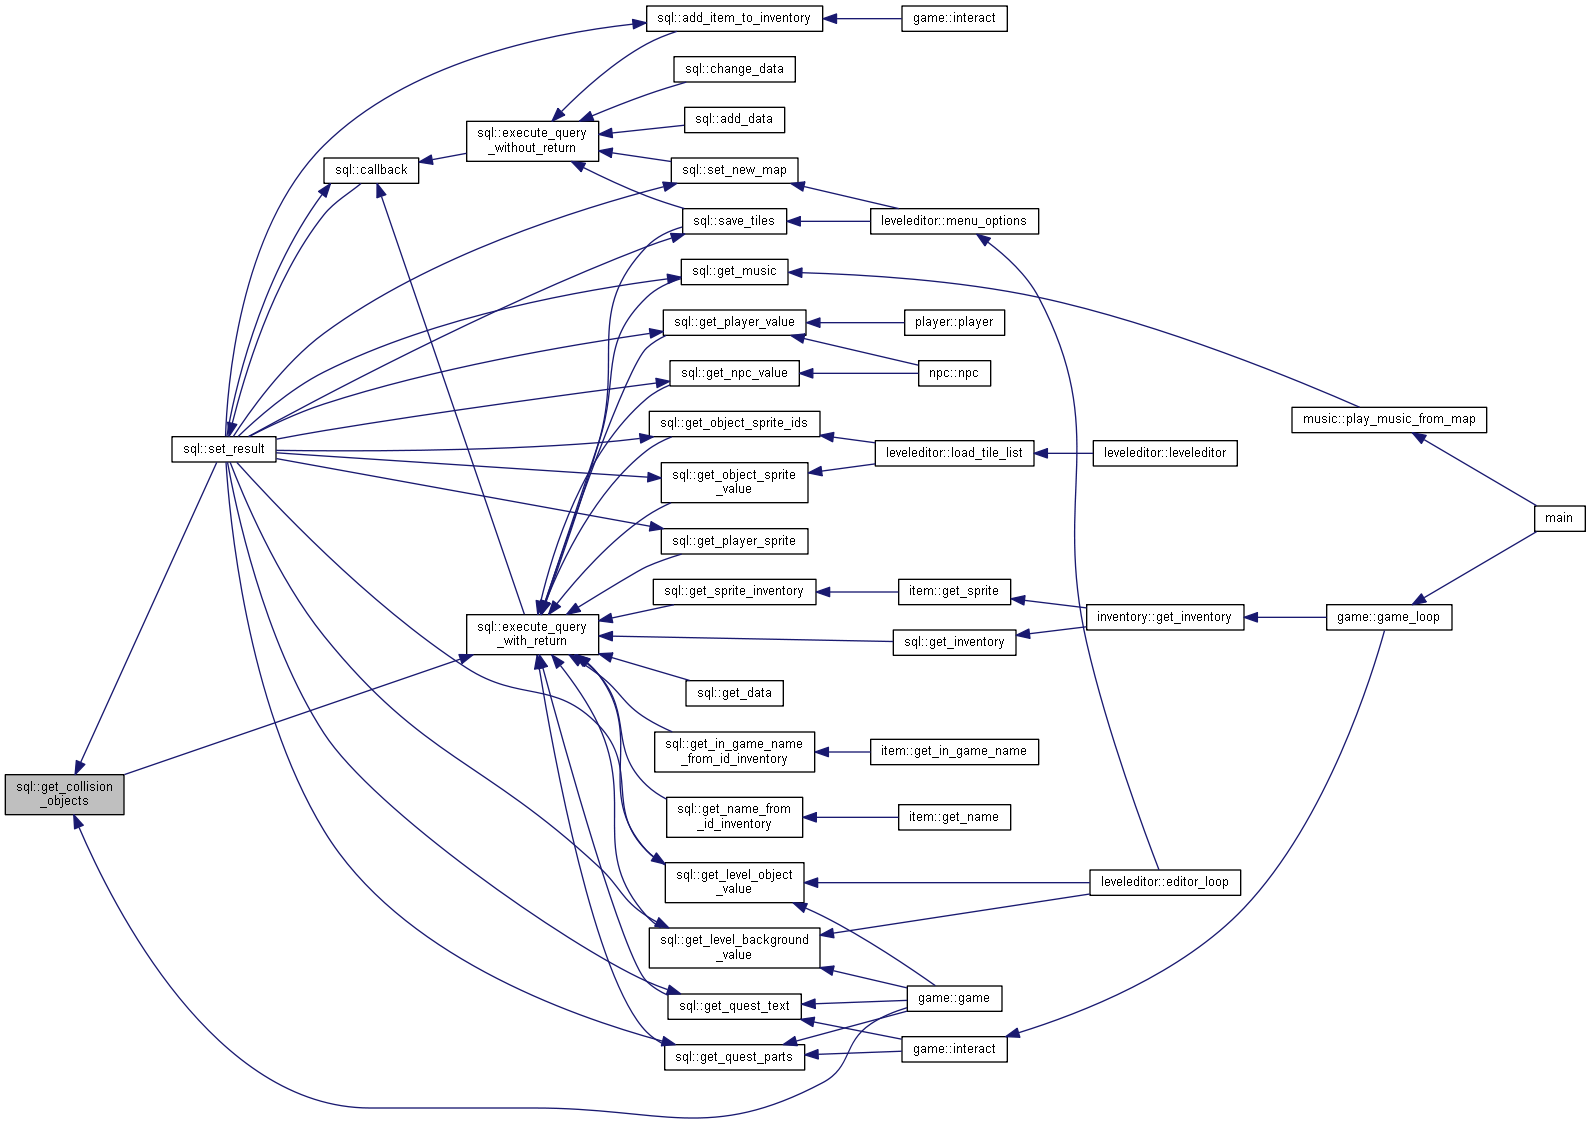 sql::add_item_to_inventory
game::interact
sql::change_data
sql::add_data
sql::execute_query
_without_return
sql::callback
sql::set_new_map
sql::save_tiles
leveleditor::menu_options
sql::get_music
sql::get_player_value
player::player
sql::get_npc_value
npc::npc
sql::get_object_sprite_ids
music::play_music_from_map
sql::set_result
leveleditor::load_tile_list
leveleditor::leveleditor
sql::get_object_sprite
_value
main
sql::get_player_sprite
sql::get_sprite_inventory
item::get_sprite
inventory::get_inventory
game::game_loop
sql::execute_query
_with_return
sql::get_inventory
sql::get_data
sql::get_in_game_name
_from_id_inventory
item::get_in_game_name
sql::get_collision
_objects
sql::get_name_from
_id_inventory
item::get_name
sql::get_level_object
_value
leveleditor::editor_loop
sql::get_level_background
_value
game::game
sql::get_quest_text
game::interact
sql::get_quest_parts